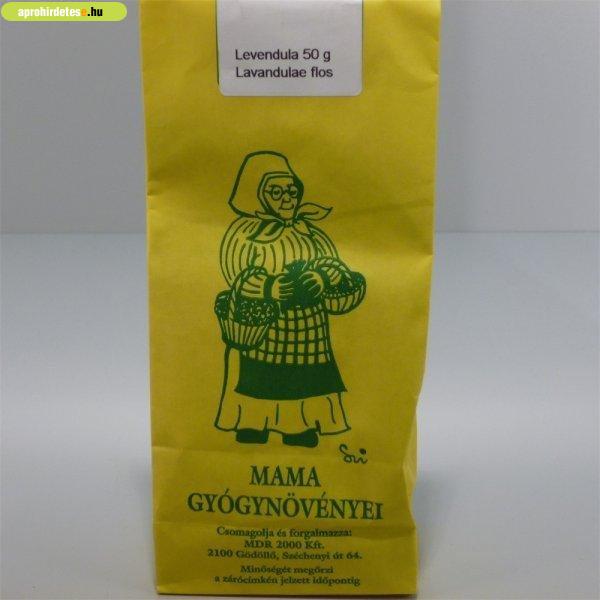 aprohirdetese.hu
Levendula 50 g
Lavandulae flos
MAMA
GYÓGYNÖVÉNYEI
Csomagolja és forgalmazza:
MDR 2000 Kft.
2100 Gödöllő, Széchenyi út 64.
Minőségét megőrzi
a zárócímkén jelzett időpontig